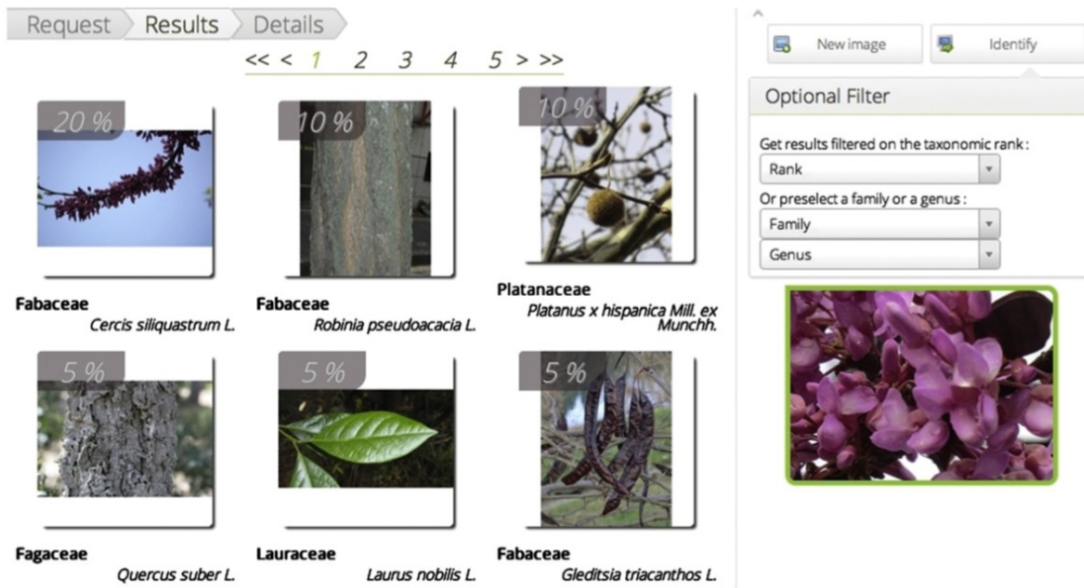 Request Results Details
<< < 1 2 3 4 5 > >>
20 %
Fabaceae
Cercis siliquastrum L.
10 %
Fabaceae
Robinia pseudoacacia L.
10 %
Platanaceae
Platanus x hispanica Mill. ex
Munchh.
5 %
Fagaceae
Quercus suber L.
5 %
Lauraceae
Laurus nobilis L.
5 %
Fabaceae
Gleditsia triacanthos L.
New image
Identify
Optional Filter
Get results filtered on the taxonomic rank :
Rank
Or preselect a family or a genus :
Family
Genus